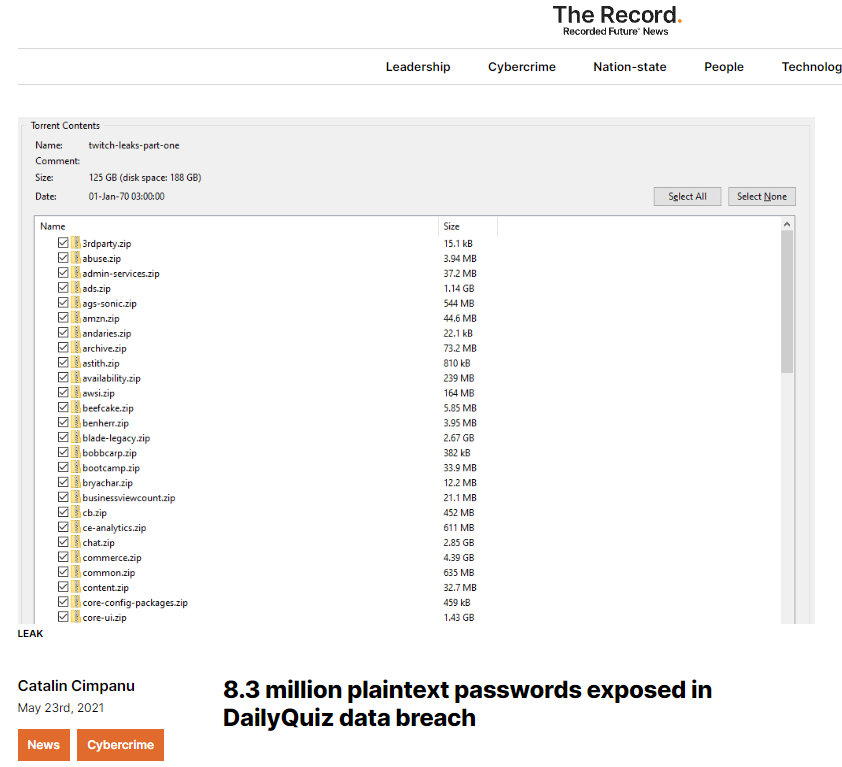 The Record.
Recorded Future® News
Leadership Cybercrime Nation-state People Technolog
Torrent Contents
Name: twitch-leaks-part-one
Comment:
Size: 125 GB (disk space: 188 GB)
Date: 01-Jan-70 03:00:00
Select All Select None
Name Size
3rdparty.zip 15.1 kB
abuse.zip 3.94 MB
admin-services.zip 37.2 MB
ads.zip 1.14 GB
ags-sonic.zip 544 MB
amzn.zip 44.6 MB
andaries.zip 22.1 kB
archive.zip 73.2 MB
astith.zip 810 kB
availability.zip 239 MB
awsi.zip 164 MB
beefcake.zip 5.85 MB
benherr.zip 3.95 MB
blade-legacy.zip 2.67 GB
bobbcarp.zip 382 kB
bootcamp.zip 33.9 MB
bryachar.zip 12.2 MB
businessviewcount.zip 21.1 MB
cb.zip 452 MB
ce-analytics.zip 611 MB
chat.zip 2.85 GB
commerce.zip 4.39 GB
common.zip 635 MB
content.zip 32.7 MB
core-config-packages.zip 459 kB
core-ui.zip 1.43 GB
LEAK
Catalin Cimpanu
May 23rd, 2021
News Cybercrime
8.3 million plaintext passwords exposed in
DailyQuiz data breach